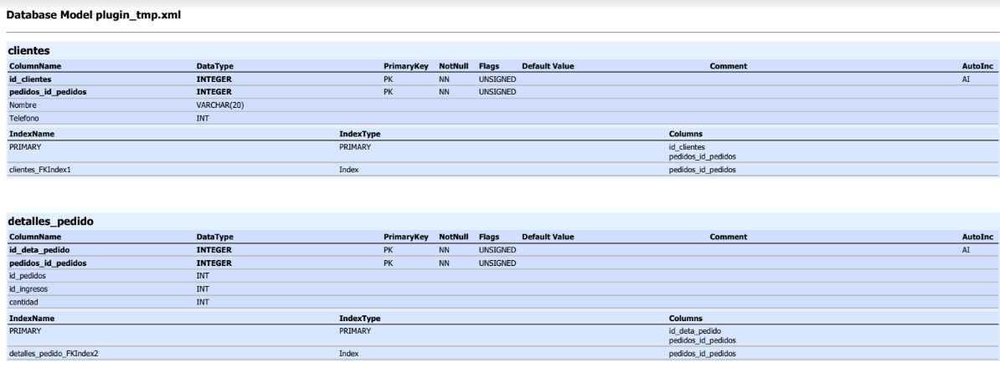 Database Model plugin_tmp.xml
clientes
ColumnName DataType PrimaryKey NotNull Flags Default Value Comment AutoInc
id_clientes INTEGER PK NN UNSIGNED AI
pedidos_id_pedidos INTEGER PK NN UNSIGNED
Nombre VARCHAR(20)
Telefono INT
IndexName IndexType Columns
PRIMARY PRIMARY id_clientes
pedidos_id_pedidos
clientes_FKIndex1 Index pedidos_id_pedidos
detalles_pedido
ColumnName DataType PrimaryKey NotNull Flags Default Value Comment AutoInc
id_deta_pedido INTEGER PK NN UNSIGNED AI
pedidos_id_pedidos INTEGER PK NN UNSIGNED
id_pedidos INT
id_ingresos INT
cantidad INT
IndexName IndexType Columns
PRIMARY PRIMARY id_deta_pedido
pedidos_id_pedidos
detalles_pedido_FKIndex2 Index pedidos_id_pedidos